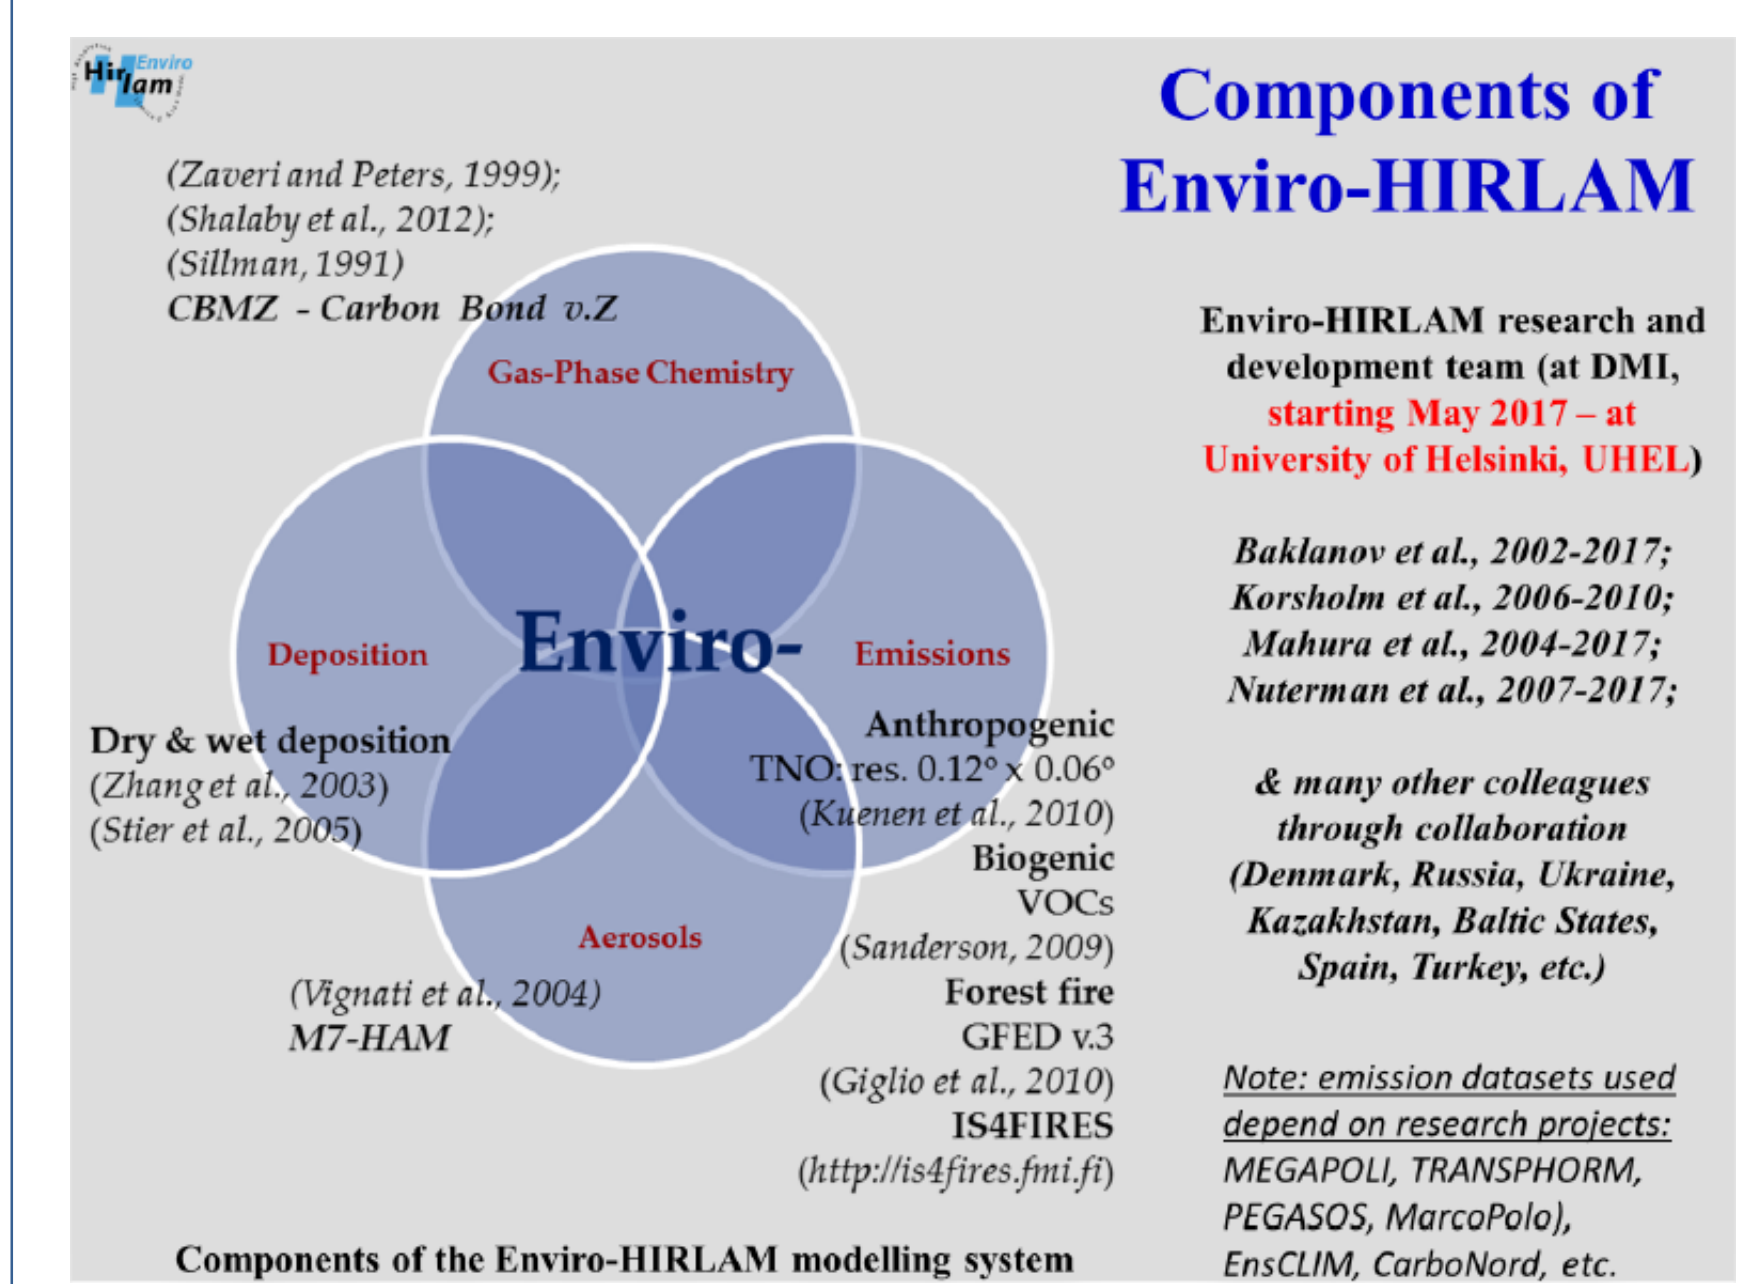 Enviro
Hirlam
Components of
Enviro-HIRLAM
(Zaveri and Peters, 1999);
(Shalaby et al., 2012);
(Sillman, 1991)
CBMZ - Carbon Bond v.Z
Gas-Phase Chemistry
Deposition
Enviro-
Emissions
Dry & wet deposition
(Zhang et al., 2003)
(Stier et al., 2005)
Anthropogenic
TNO: res. 0.12º x 0.06º
(Kuenen et al., 2010)
Biogenic
VOCs
(Sanderson, 2009)
Forest fire
GFED v.3
(Giglio et al., 2010)
IS4FIRES
(http://is4fires.fmi.fi)
Aerosols
(Vignati et al., 2004)
M7-HAM
Components of the Enviro-HIRLAM modelling system
Enviro-HIRLAM research and
development team (at DMI,
starting May 2017 – at
University of Helsinki, UHEL)
Baklanov et al., 2002-2017;
Korsholm et al., 2006-2010;
Mahura et al., 2004-2017;
Nuterman et al., 2007-2017;
& many other colleagues
through collaboration
(Denmark, Russia, Ukraine,
Kazakhstan, Baltic States,
Spain, Turkey, etc.)
Note: emission datasets used
depend on research projects:
MEGAPOLI, TRANSPHORM,
PEGASOS, MarcoPolo),
EnsCLIM, CarboNord, etc.